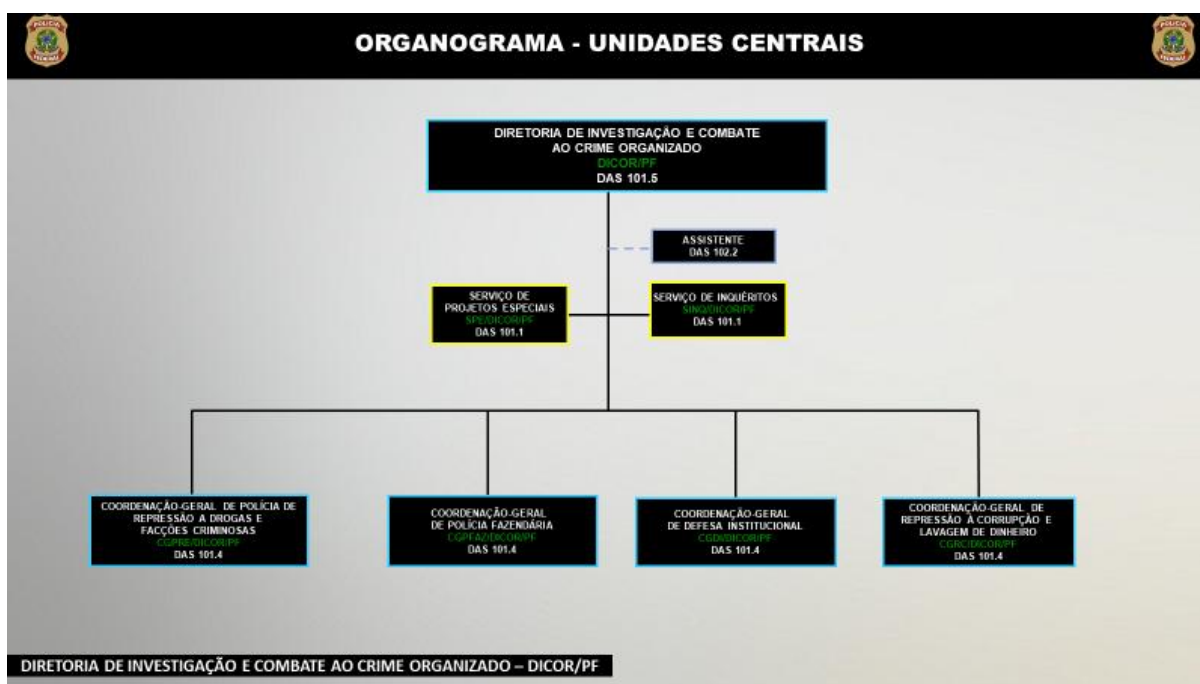 ORGANOGRAMA - UNIDADES CENTRAIS
DIRETORIA DE INVESTIGAÇÃO E COMBATE
AO CRIME ORGANIZADO
DICOR/PF
DAS 101.5
ASSISTENTE
DAS 102.2
SERVIÇO DE
PROJETOS ESPECIAIS
SPE/DICOR/PF
DAS 101.1
SERVIÇO DE INQUÉRITOS
SINQ/DICOR/PF
DAS 101.1
COORDENAÇÃO-GERAL DE POLÍCIA DE
REPRESSÃO A DROGAS E
FACÇÕES CRIMINOSAS
CGPRE/DICOR/PF
DAS 101.4
COORDENAÇÃO-GERAL
DE POLÍCIA FAZENDÁRIA
CGPFAZ/DICOR/PF
DAS 101.4
COORDENAÇÃO-GERAL
DE DEFESA INSTITUCIONAL
CGDI/DICOR/PF
DAS 101.4
COORDENAÇÃO-GERAL DE
REPRESSÃO À CORRUPÇÃO E
LAVAGEM DE DINHEIRO
CGRC/DICOR/PF
DAS 101.4
DIRETORIA DE INVESTIGAÇÃO E COMBATE AO CRIME ORGANIZADO – DICOR/PF